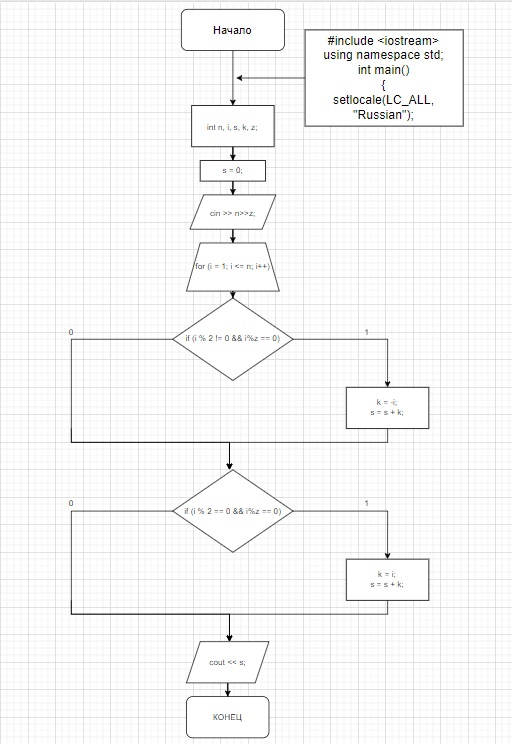 Начало
#include <iostream>
using namespace std;
int main()
{
setlocale(LC_ALL,
"Russian");
int n, i, s, k, z;
s = 0;
cin >> n>>z;
for (i = 1; i <= n; i++)
0
if (i % 2 != 0 && i%z == 0)
1
k = -i;
s = s + k;
0
if (i % 2 == 0 && i%z == 0)
1
k = i;
s = s + k;
cout << s;
КОНЕЦ